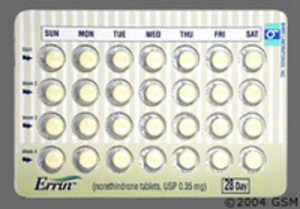 SUN MON TUE WED THU FRI SAT
Start
Week 2
Week 3
Week 4
Errin
(norethindrone tablets, USP 0.35 mg)
28 Day
©2004 GSM